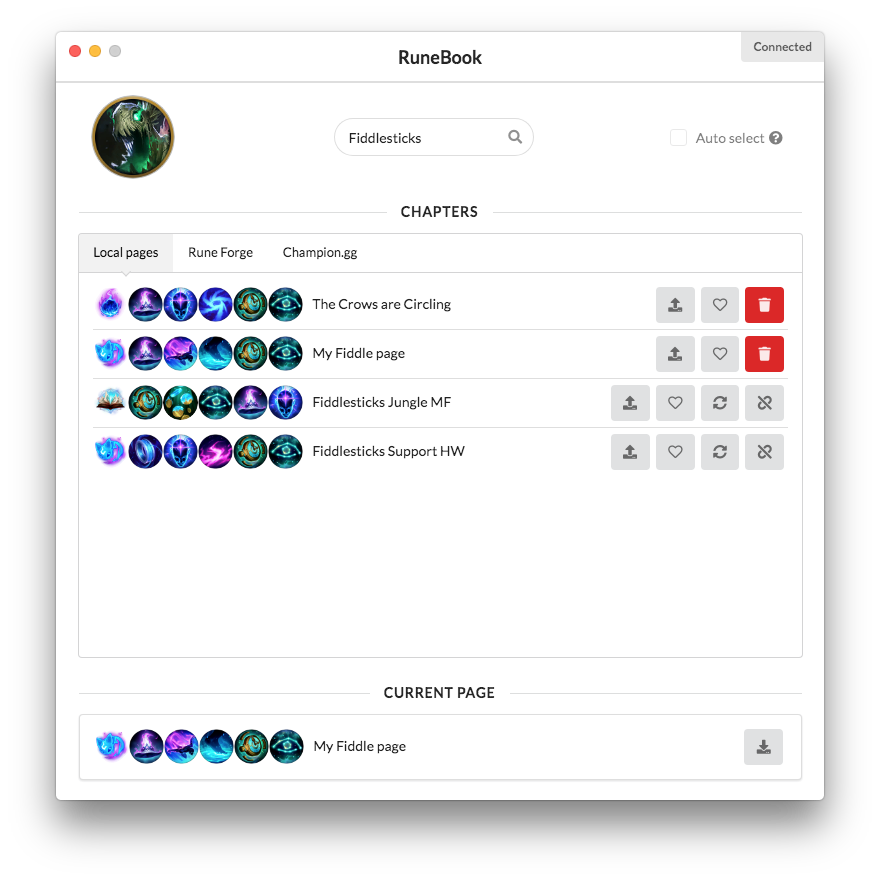 RuneBook
Connected
Fiddlesticks
Auto select
CHAPTERS
Local pages
Rune Forge
Champion.gg
The Crows are Circling
My Fiddle page
Fiddlesticks Jungle MF
Fiddlesticks Support HW
CURRENT PAGE
My Fiddle page